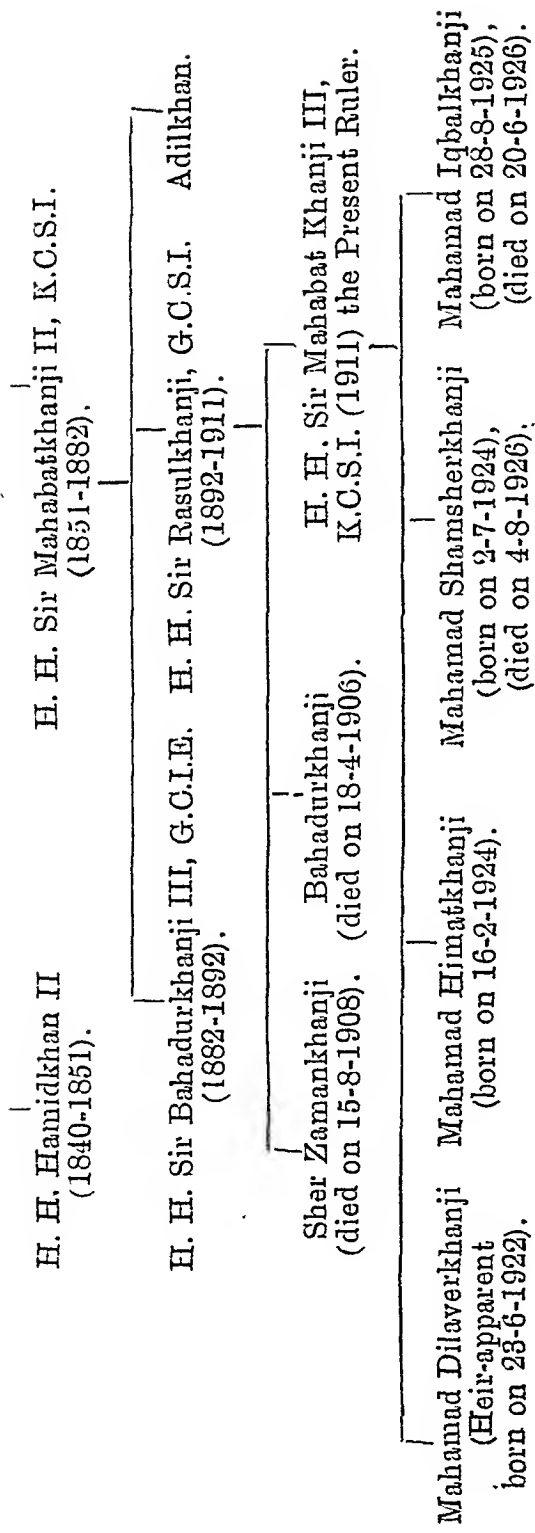 H. H. Hamidkhan II
(1840-1851).
H. H. Sir Mahabatkhanji II, K.C.S.I.
(1851-1882).
H. H. Sir Bahadurkhanji III, G.C.I.E.
(1882-1892).
H. H. Sir Rasulkhanji, G.C.S.I.
(1892-1911).
Adilkhan.
Sher Zamankhanji
(died on 15-8-1908).
Bahadurkhanji
(died on 18-4-1906).
H. H. Sir Mahabat Khanji III,
K.C.S.I. (1911) the Present Ruler.
Mahamad Dilaverkhanji
(Heir-apparent
born on 23-6-1922).
Mahamad Himatkhanji
(born on 16-2-1924).
Mahamad Shamsherkhanji
(born on 2-7-1924),
(died on 4-8-1926).
Mahamad Iqbalkhanji
(born on 28-8-1925),
(died on 20-6-1926).